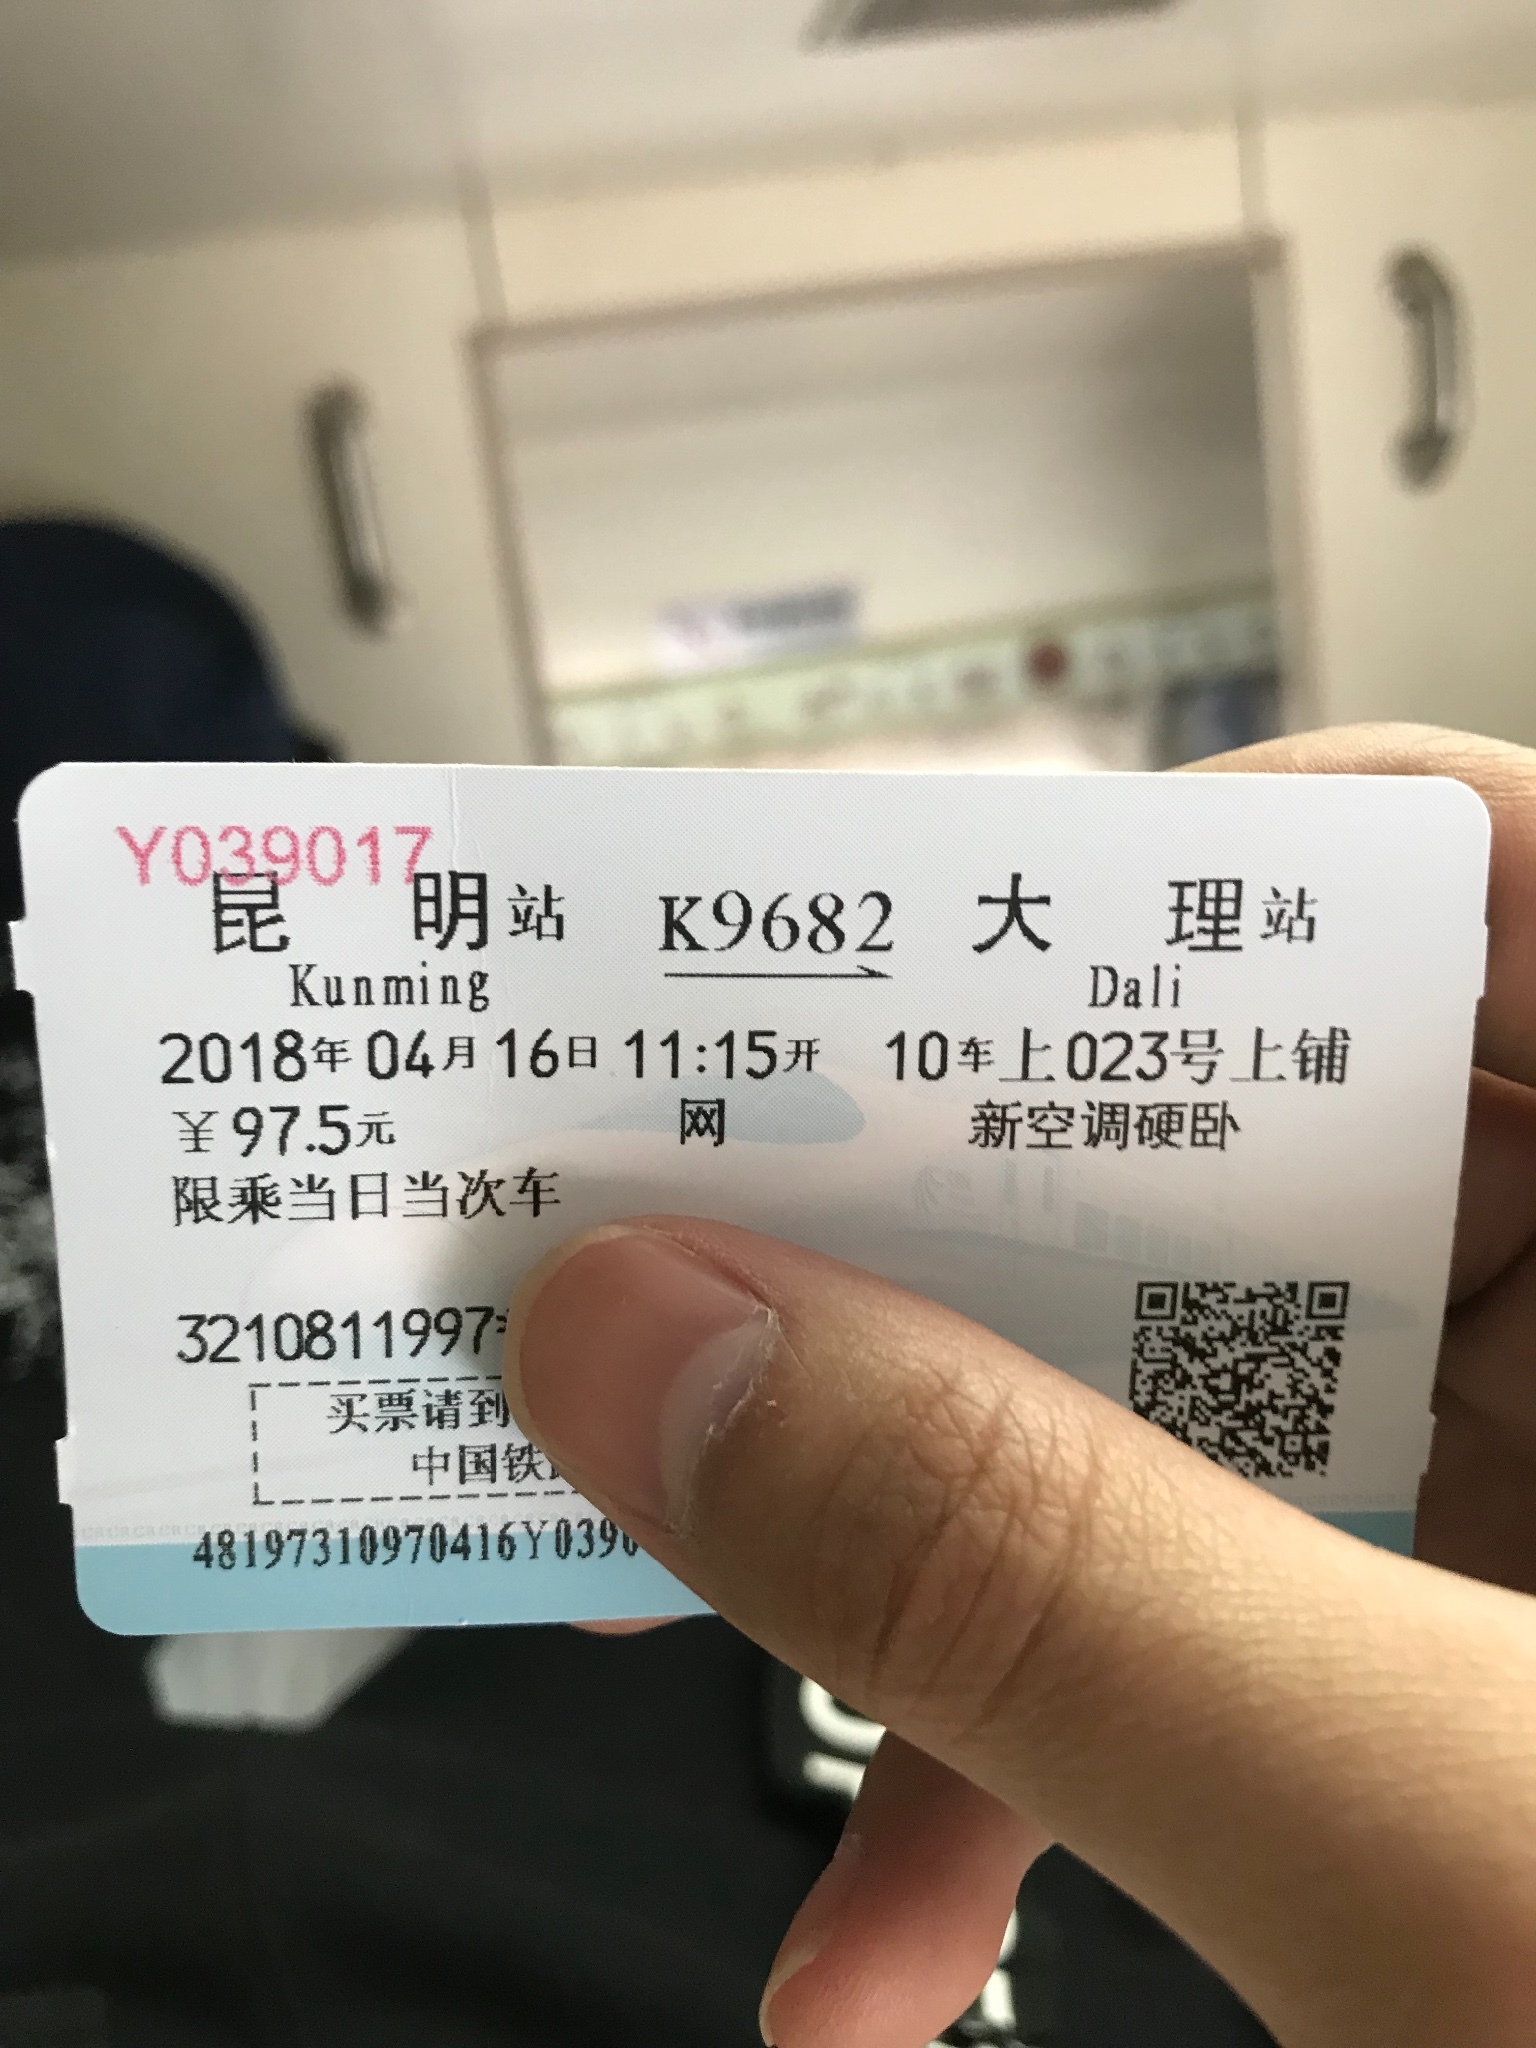 Y039017
昆明站 K9682 大理站
Kunming Dali
2018年04月16日 11:15开 10车上023号上铺
￥97.5元 网 新空调硬卧
限乘当日当次车
3210811997*
买票请到
中国铁
48197310970416Y039